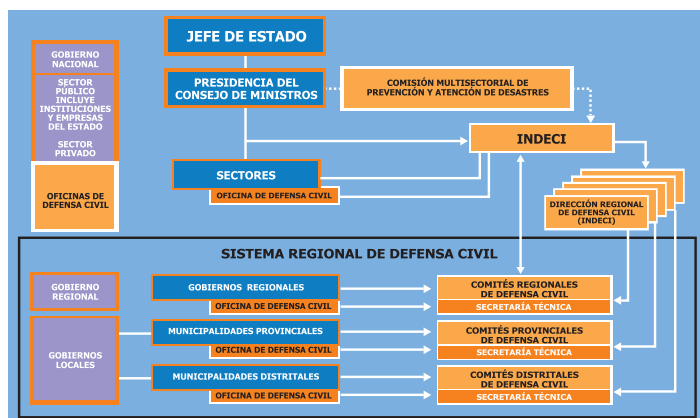 JEFE DE ESTADO
GOBIERNO
NACIONAL
SECTOR
PÚBLICO
INCLUYE
INSTITUCIONES
Y EMPRESAS
DEL ESTADO
SECTOR
PRIVADO
PRESIDENCIA DEL
CONSEJO DE MINISTROS
COMISIÓN MULTISECTORIAL DE
PREVENCIÓN Y ATENCIÓN DE DESASTRES
INDECI
SECTORES
OFICINA DE DEFENSA CIVIL
OFICINAS DE
DEFENSA CIVIL
DIRECCIÓN REGIONAL
DE DEFENSA CIVIL
(INDECI)
SISTEMA REGIONAL DE DEFENSA CIVIL
GOBIERNO
REGIONAL
GOBIERNOS REGIONALES
OFICINA DE DEFENSA CIVIL
COMITÉS REGIONALES
DE DEFENSA CIVIL
SECRETARÍA TÉCNICA
GOBIERNOS
LOCALES
MUNICIPALIDADES PROVINCIALES
OFICINA DE DEFENSA CIVIL
COMITÉS PROVINCIALES
DE DEFENSA CIVIL
SECRETARÍA TÉCNICA
MUNICIPALIDADES DISTRITALES
OFICINA DE DEFENSA CIVIL
COMITÉS DISTRITALES
DE DEFENSA CIVIL
SECRETARÍA TÉCNICA